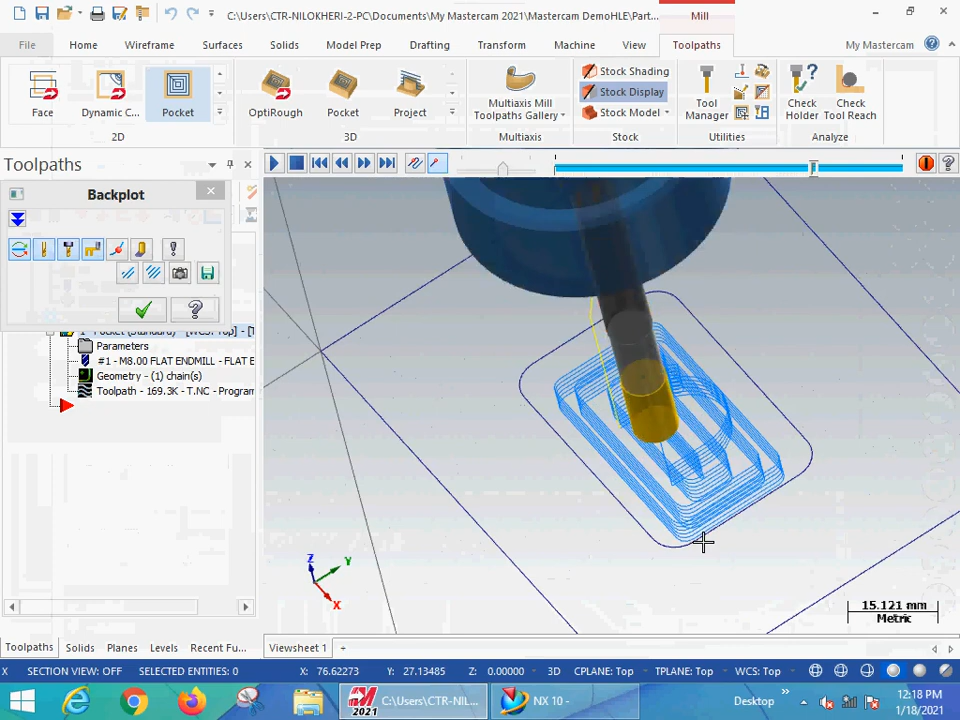 C:\Users\CTR-NILOKHERI-2-PC\Documents\My Mastercam 2021\Mastercam DemoHLE\Part...
Mill
File Home Wireframe Surfaces Solids Model Prep Drafting Transform Machine View Toolpaths My Mastercam
Face Dynamic C... Pocket
2D
OptiRough Pocket Project
3D
Multiaxis Mill
Toolpaths Gallery
Multiaxis
Stock Shading
Stock Display
Stock Model
Stock
Tool
Manager
Utilities
Check
Holder
Check
Tool Reach
Analyze
Toolpaths
Backplot
1 - Pocket (Standard) - [WCS: Top] - [T
Parameters
#1 - M8.00 FLAT ENDMILL - FLAT E
Geometry - (1) chain(s)
Toolpath - 169.3K - T.NC - Program
Z
Y
X
15.121 mm
Metric
Toolpaths Solids Planes Levels Recent Fu...
Viewsheet 1 +
X SECTION VIEW: OFF SELECTED ENTITIES: 0 X: 76.62273 Y: 27.13485 Z: 0.00000 3D CPLANE: Top TPLANE: Top WCS: Top
2021
C:\Users\CTR-NIL...
NX 10 -
Desktop
12:18 PM
1/18/2021